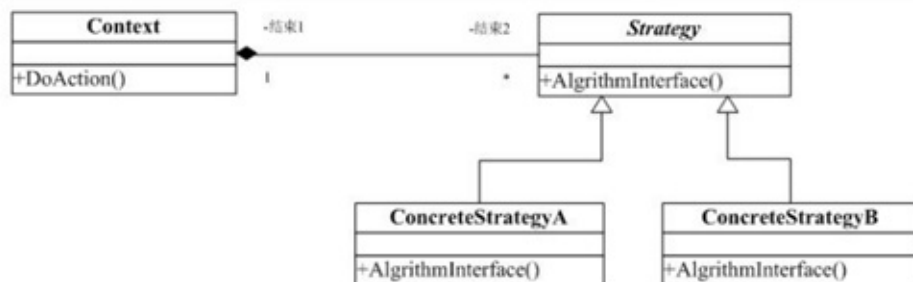 Context
-结束1
-结束2
Strategy
+DoAction()
1
*
+AlgrithmInterface()
ConcreteStrategyA
ConcreteStrategyB
+AlgrithmInterface()
+AlgrithmInterface()